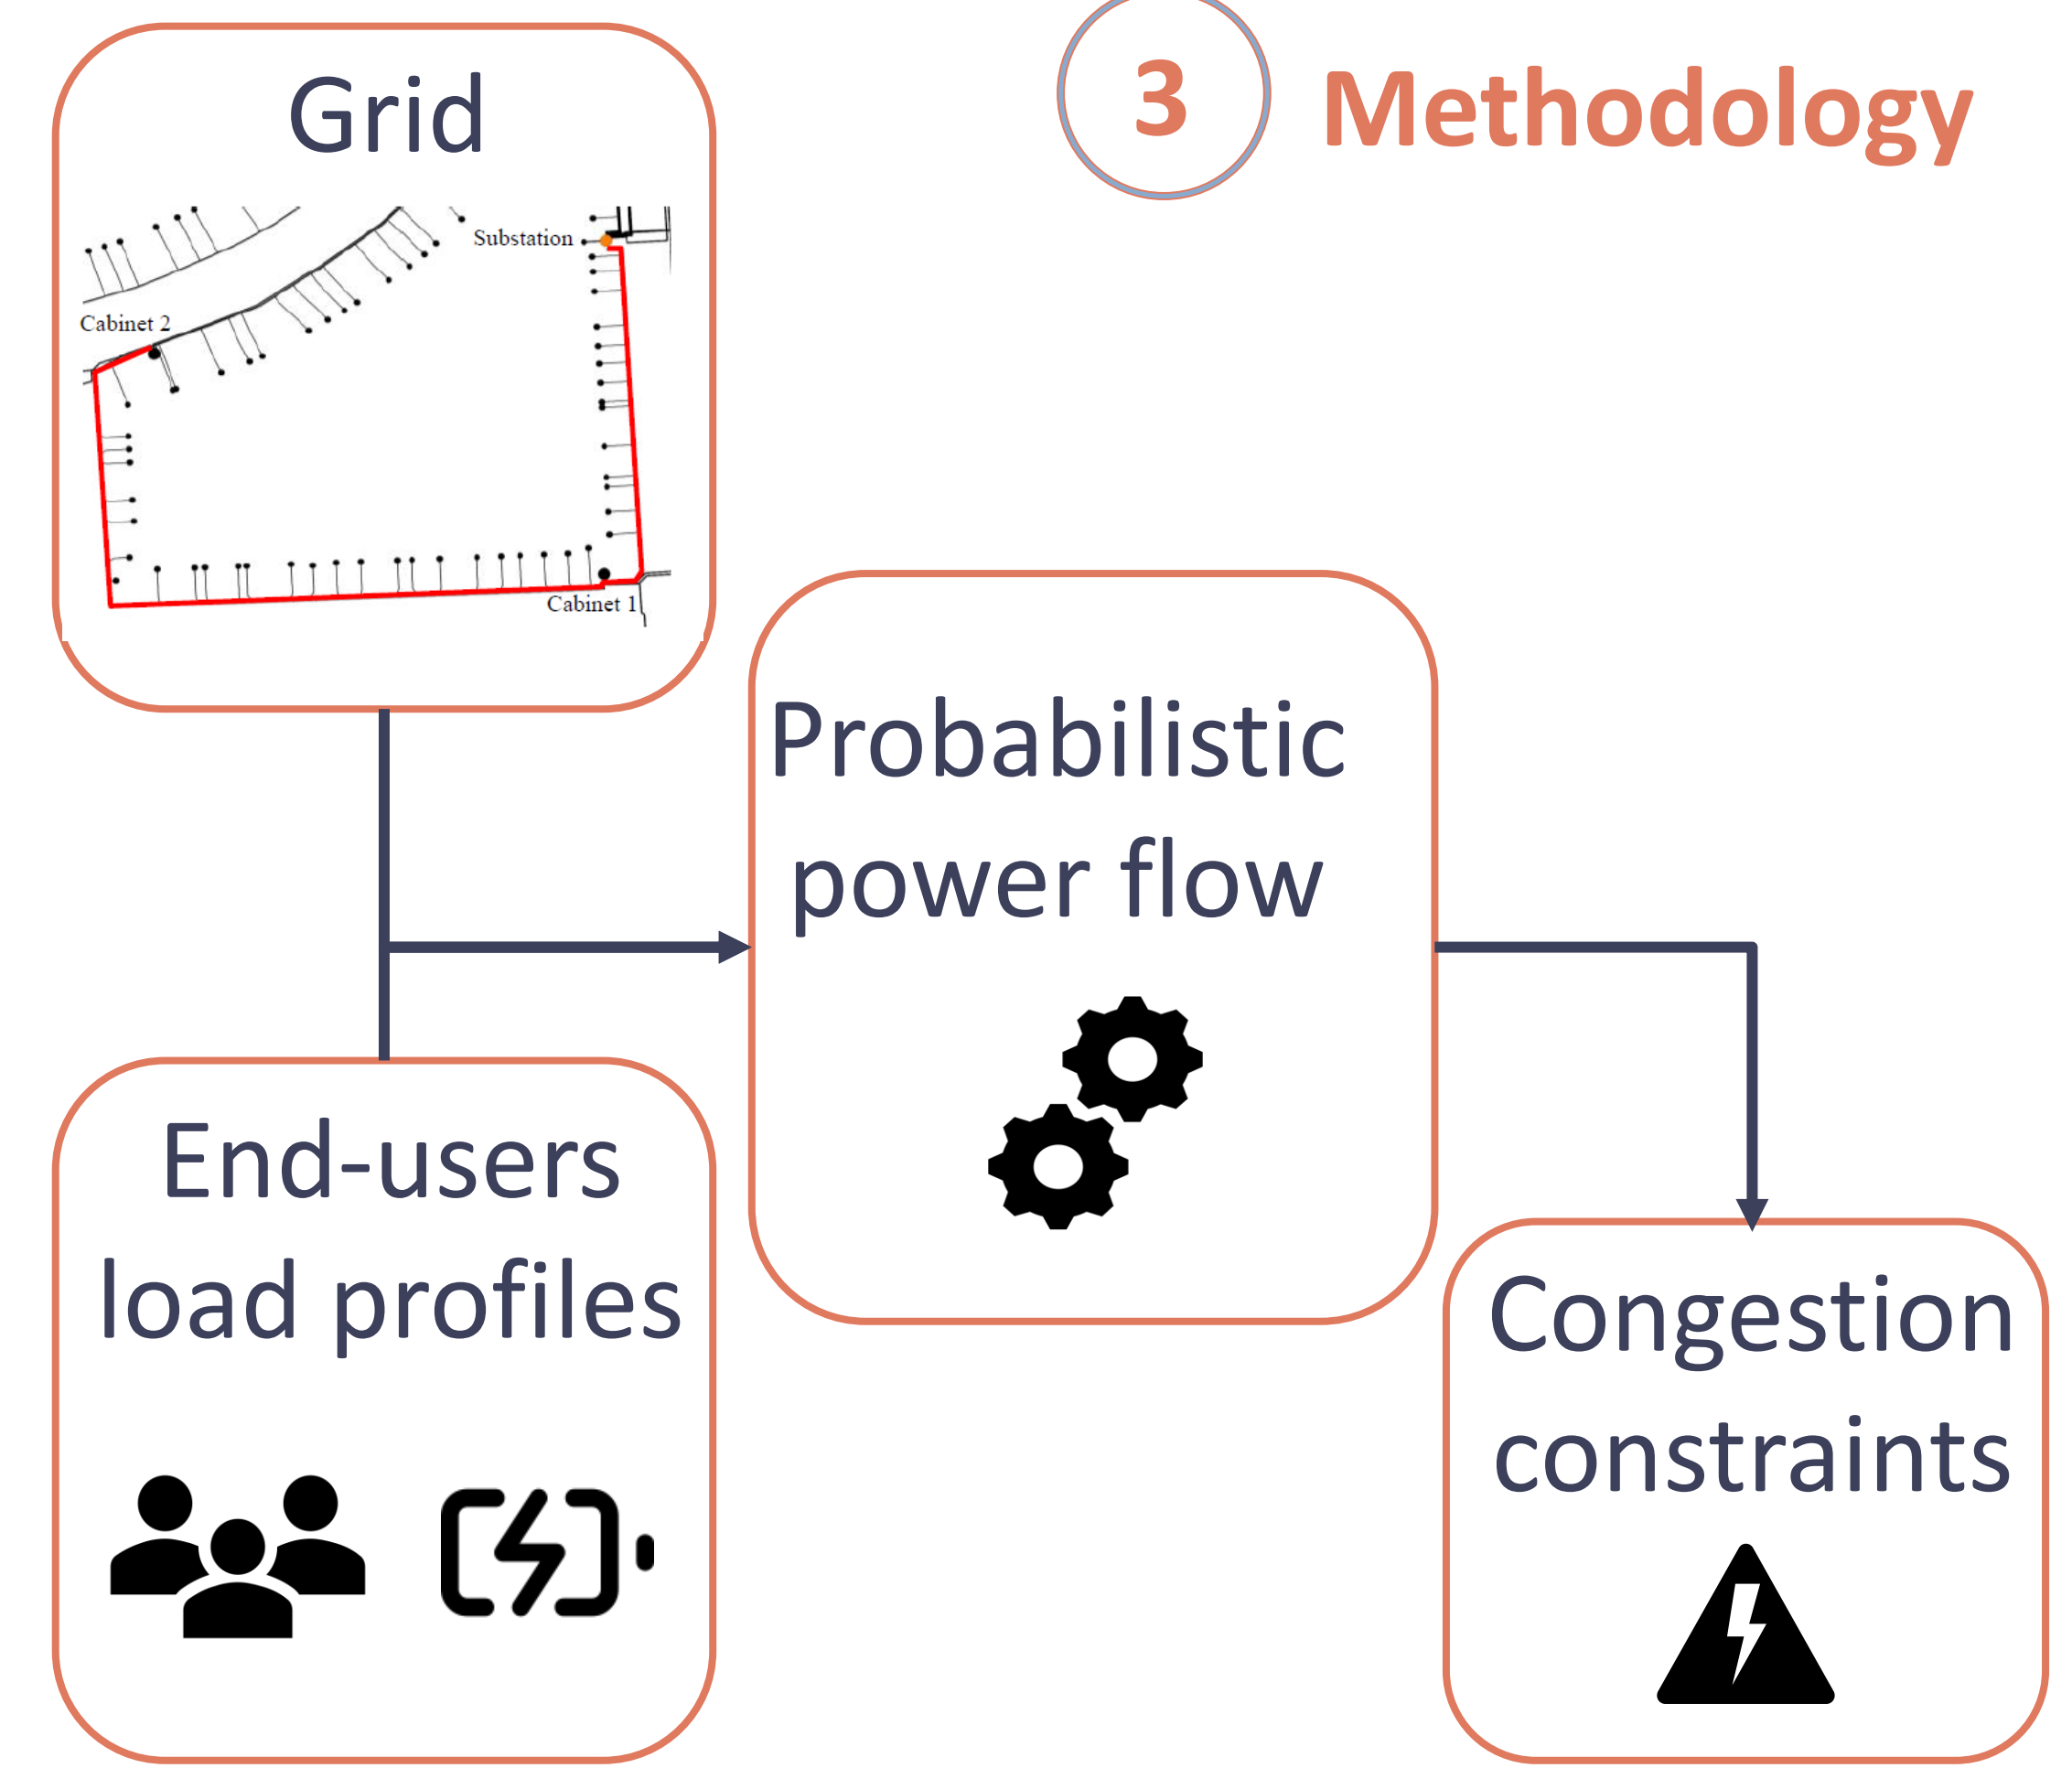 3 Methodology
Grid
Substation
Cabinet 2
Cabinet 1
Probabilistic
power flow
End-users
load profiles
Congestion
constraints